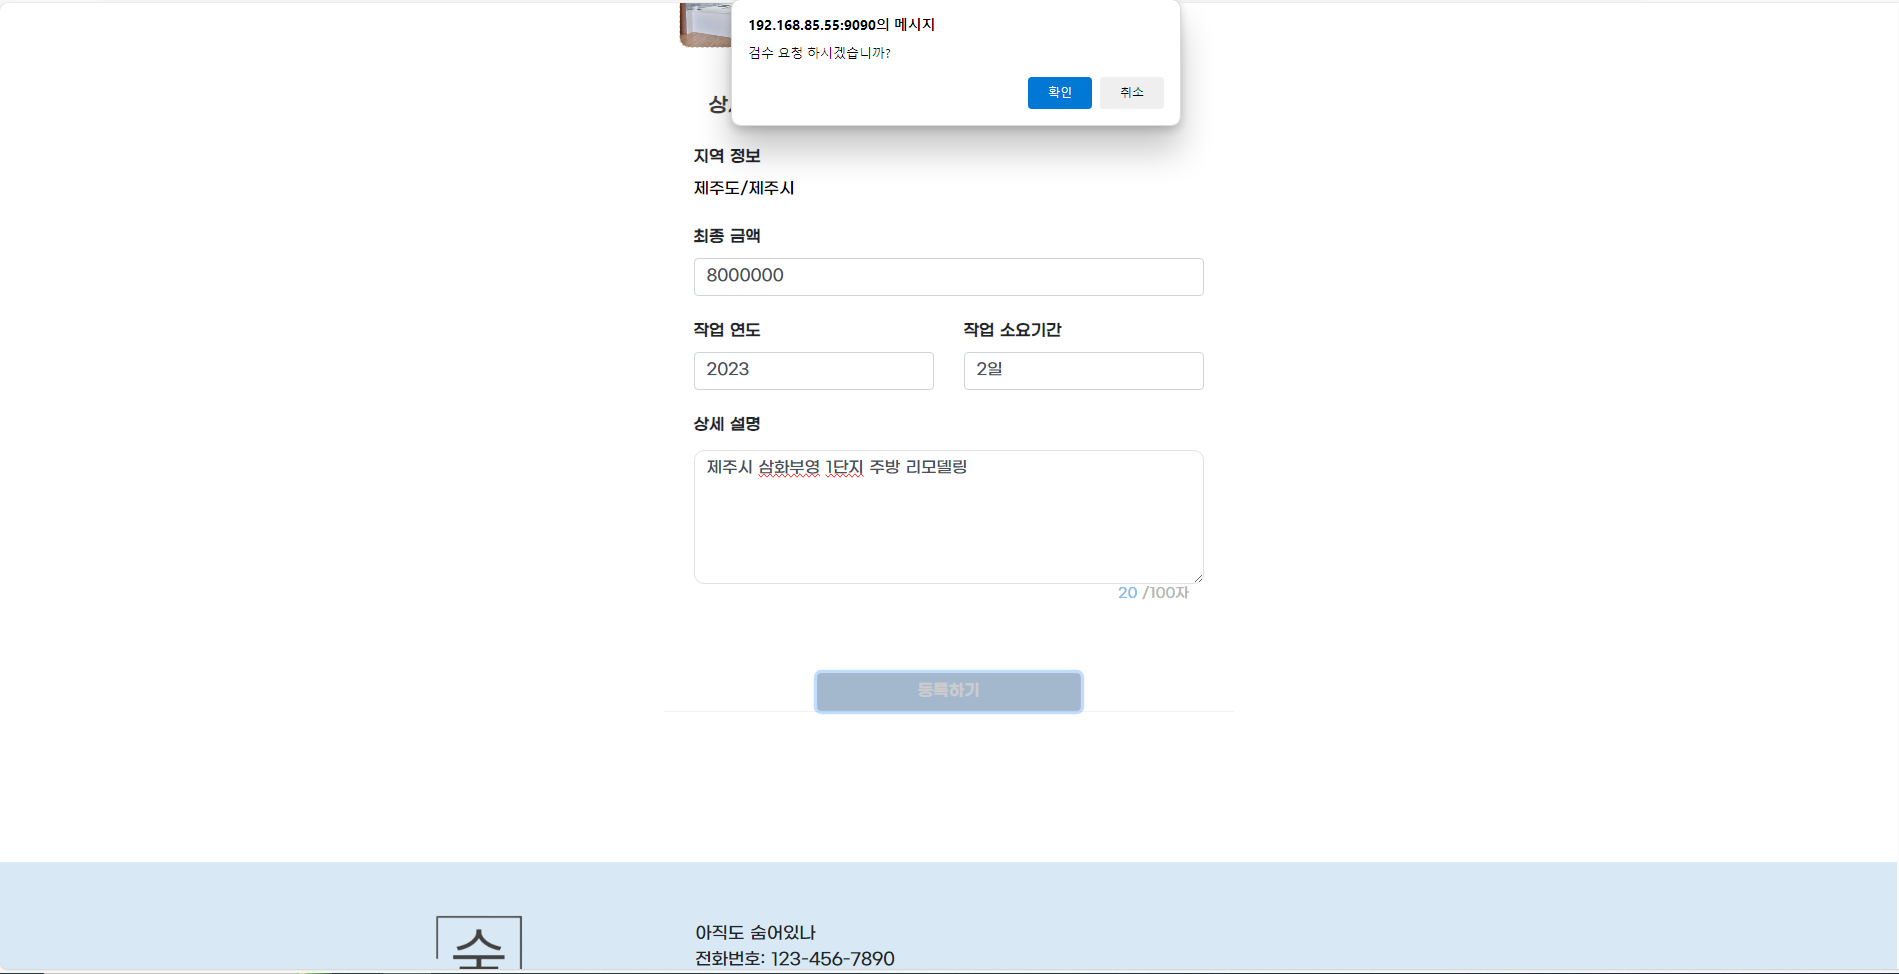 192.168.85.55:9090의 메시지
검수 요청 하시겠습니까?
확인 취소
지역 정보
제주도/제주시
최종 금액
8000000
작업 연도 작업 소요기간
2023 2일
상세 설명
제주시 삼화부영 1단지 주방 리모델링
20 /100자
등록하기
숨
아직도 숨어있나
전화번호: 123-456-7890